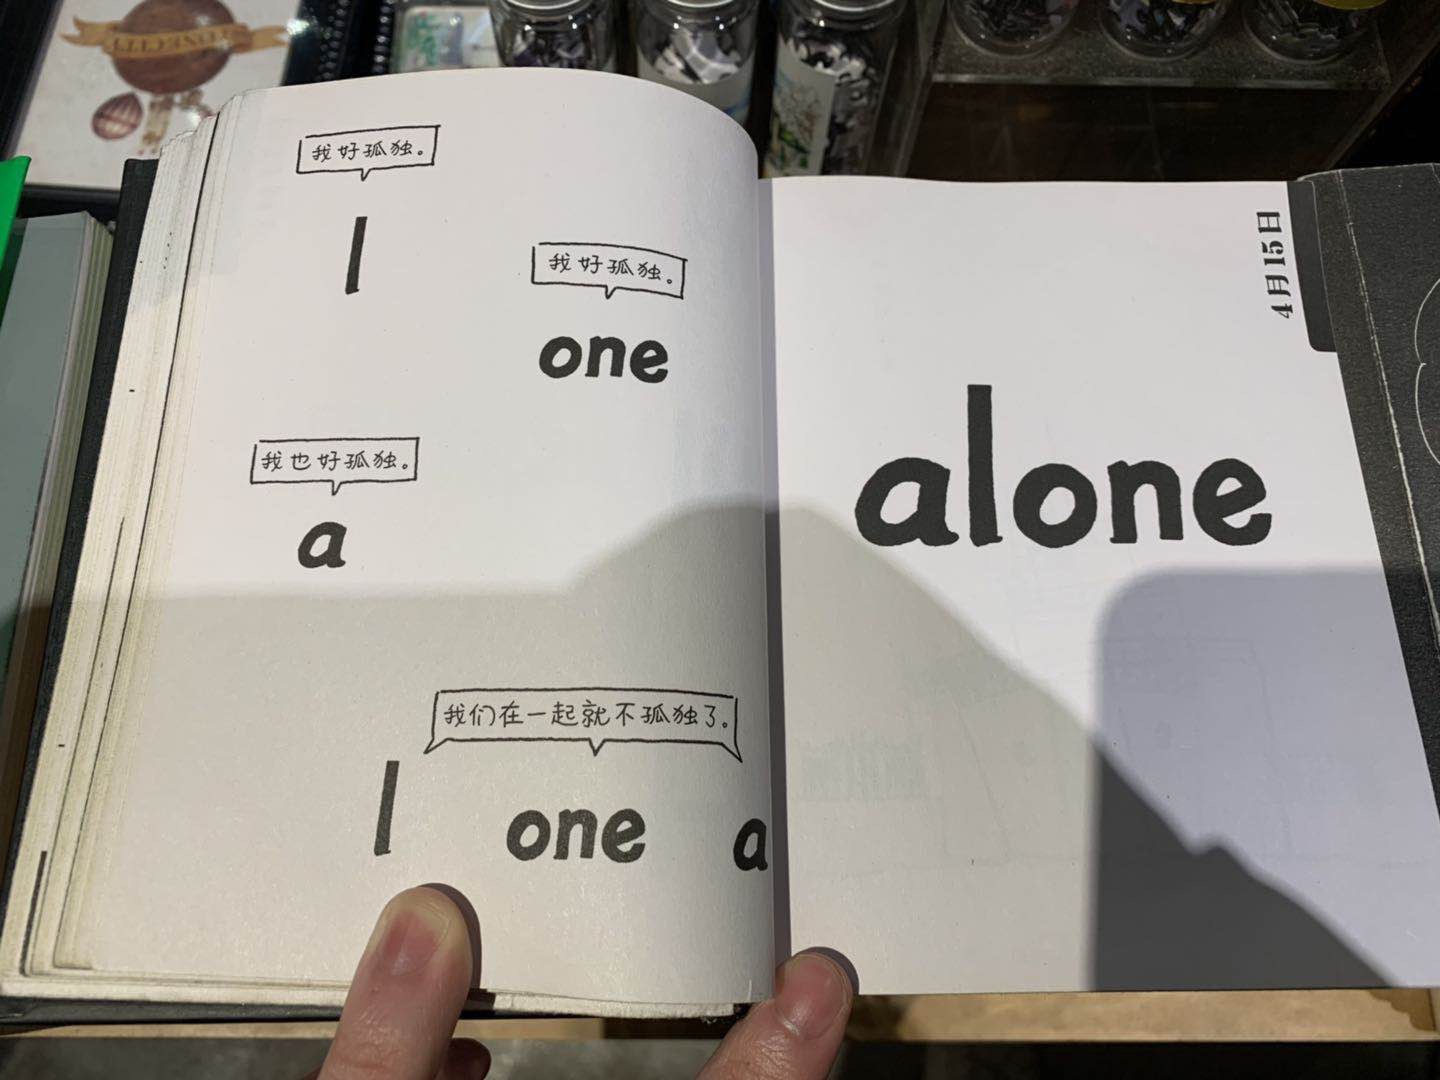 我好孤独。
l
我好孤独。
one
我也好孤独。
a
我们在一起就不孤独了。
l one a
4月15日
alone